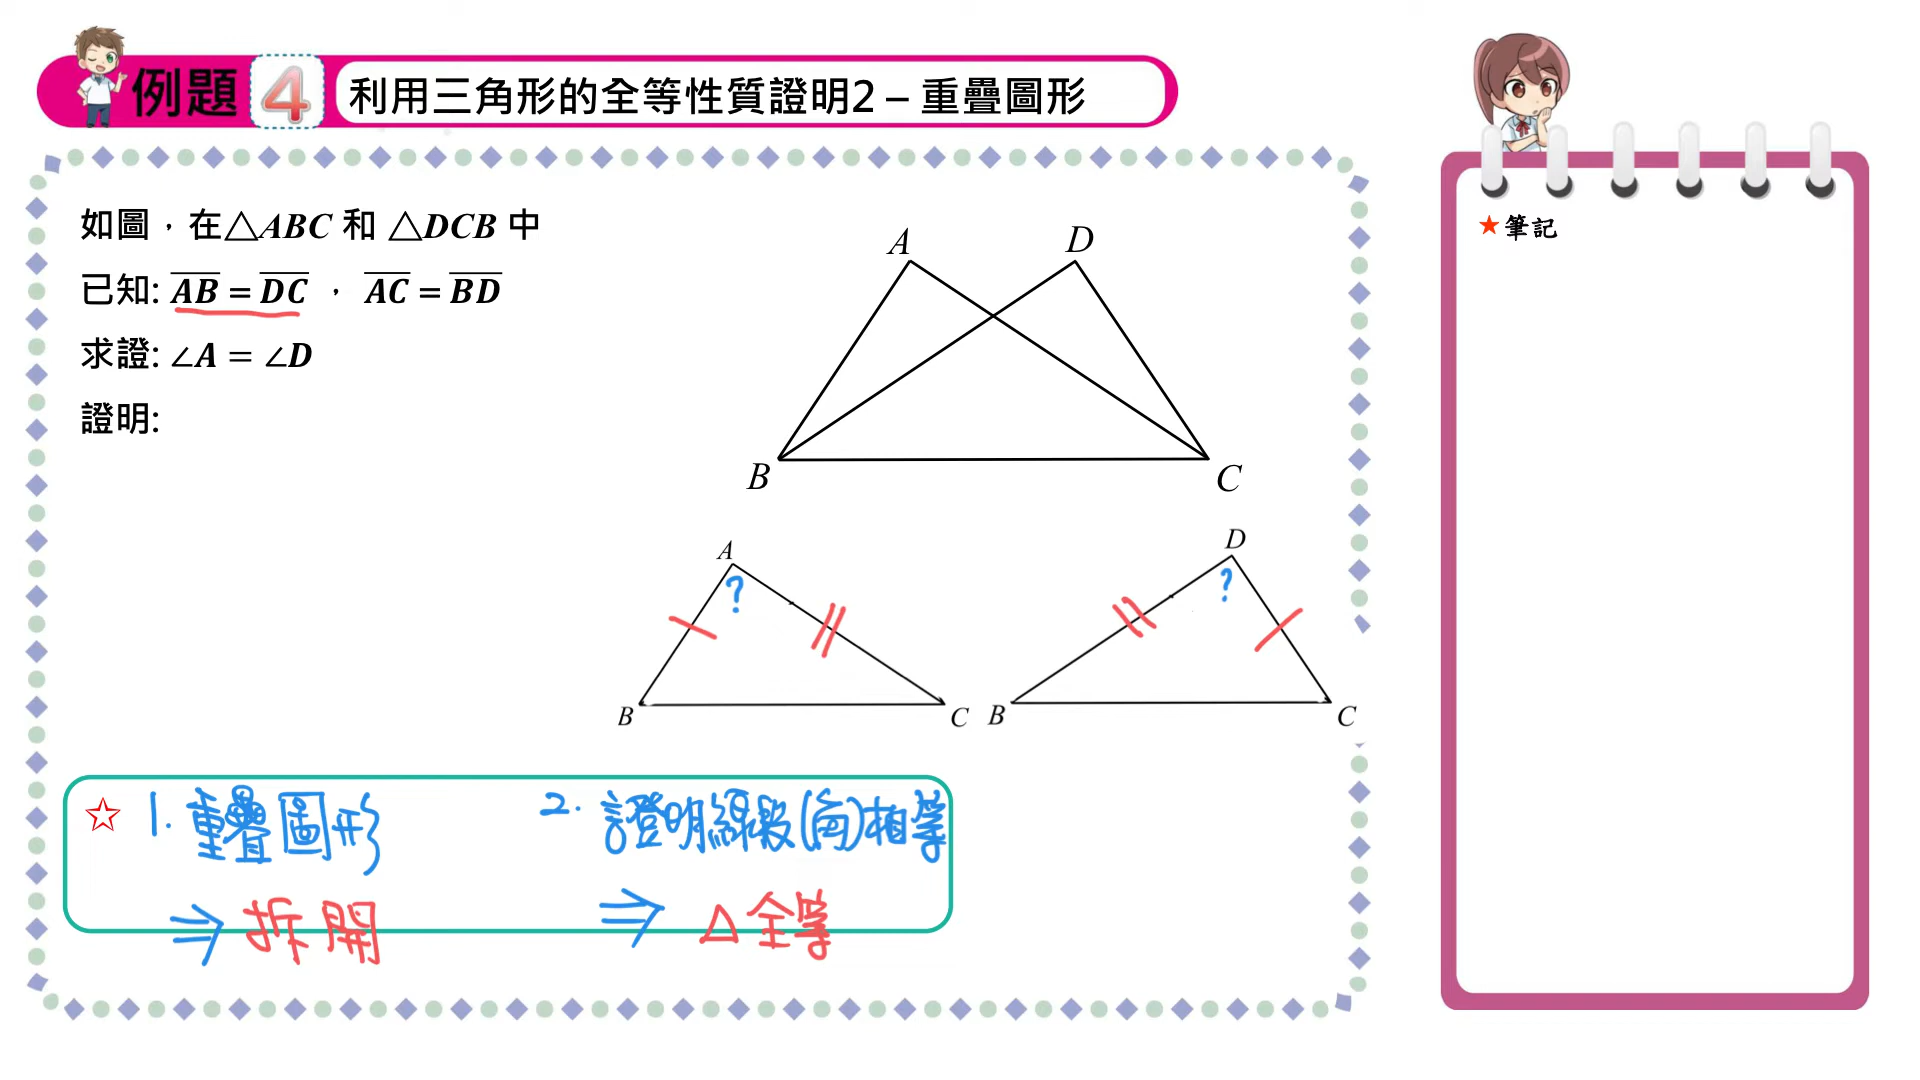 例題 4 利用三角形的全等性質證明2 – 重疊圖形
如圖，在△ABC 和 △DCB 中
已知: AB = DC ， AC = BD
求證: ∠A = ∠D
證明:
A D
B C
A
?
B C
D
?
B C
☆ 1. 重疊圖形 2. 證明線段(角)相等
⇒ 拆開 ⇒ △全等
★筆記